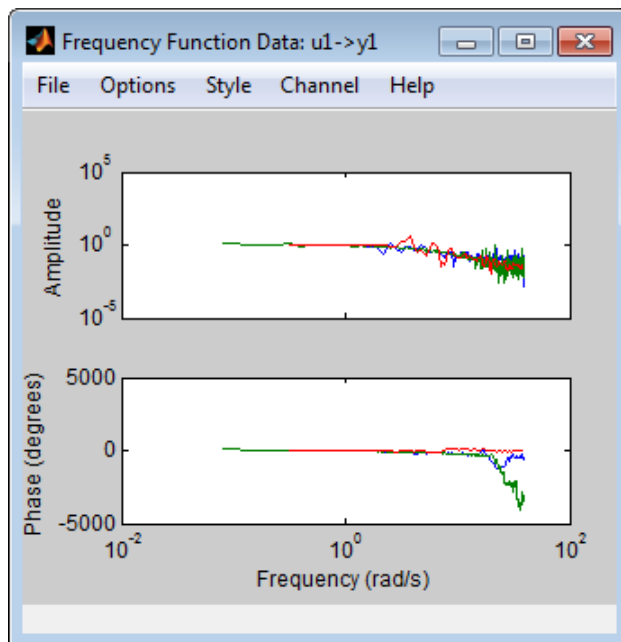 Frequency Function Data: u1->y1
File Options Style Channel Help
Amplitude
10^5
10^0
10^-5
Phase (degrees)
5000
0
-5000
10^-2 10^0 10^2
Frequency (rad/s)